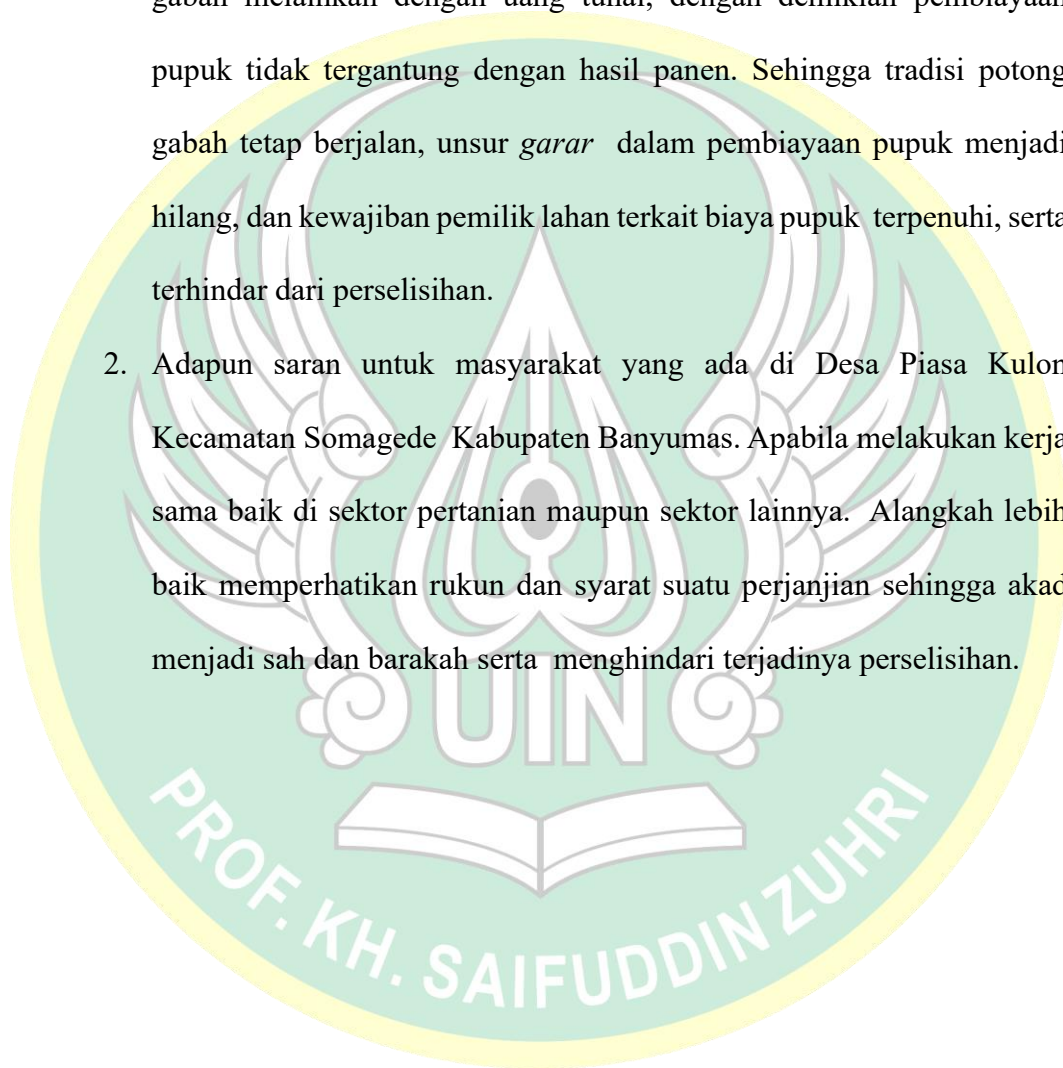 gabah melainkan dengan uang tunai, dengan demikian pembiayaan
pupuk tidak tergantung dengan hasil panen. Sehingga tradisi potong
gabah tetap berjalan, unsur garar dalam pembiayaan pupuk menjadi
hilang, dan kewajiban pemilik lahan terkait biaya pupuk terpenuhi, serta
terhindar dari perselisihan.
2. Adapun saran untuk masyarakat yang ada di Desa Piasa Kulon
Kecamatan Somagede Kabupaten Banyumas. Apabila melakukan kerja
sama baik di sektor pertanian maupun sektor lainnya. Alangkah lebih
baik memperhatikan rukun dan syarat suatu perjanjian sehingga akad
menjadi sah dan barakah serta menghindari terjadinya perselisihan.
UIN
PROF. KH. SAIFUDDIN ZUHRI